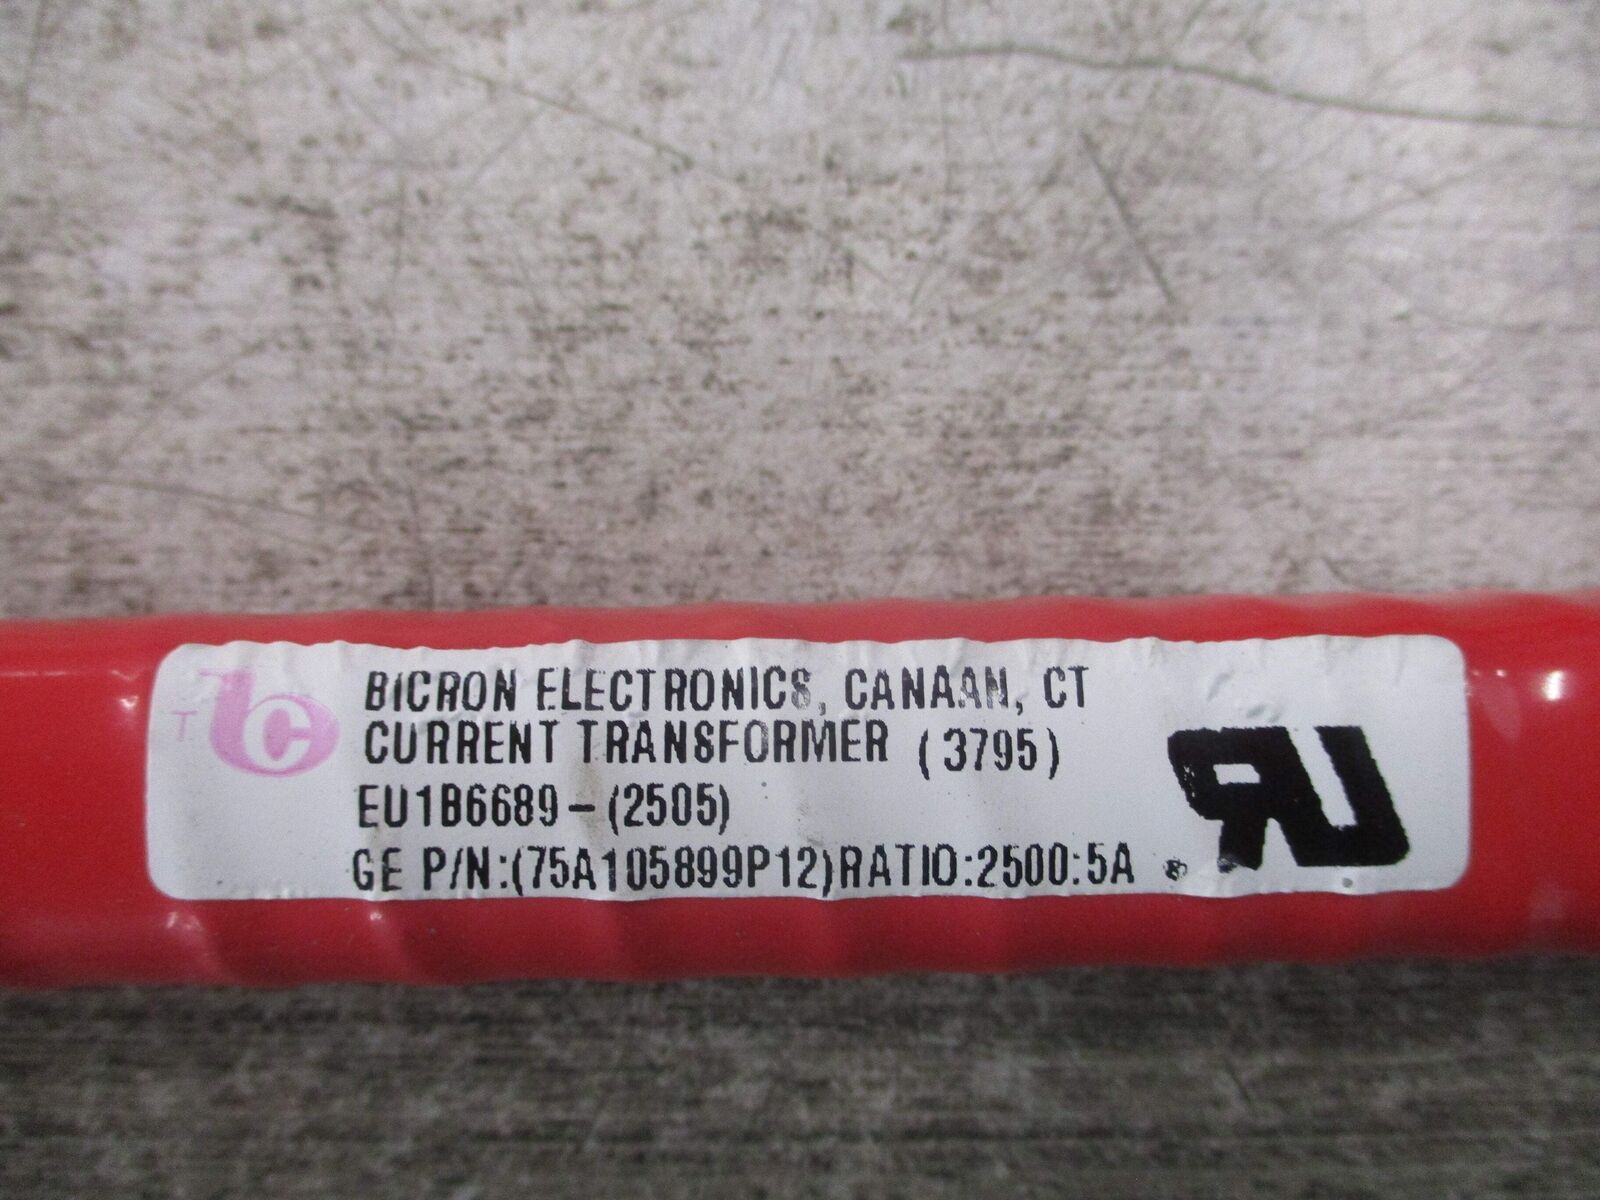 BICRON ELECTRONICS, CANAAN, CT
CURRENT TRANSFORMER (3795)
EU1B6689-(2505)
GE P/N:(75A105899P12)RATIO:2500:5A
T